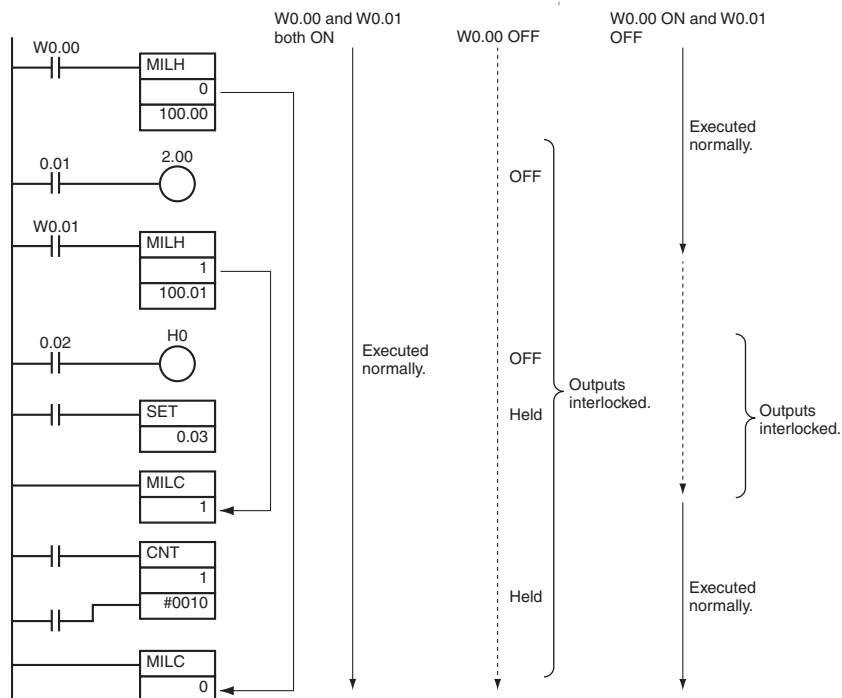 W0.00 and W0.01
both ON
W0.00 OFF
W0.00 ON and W0.01
OFF
W0.00
MILH
0
100.00
0.01
2.00
W0.01
MILH
1
100.01
0.02
H0
SET
0.03
MILC
1
CNT
1
#0010
MILC
0
Executed
normally.
OFF
OFF
Held
Held
Outputs
interlocked.
Executed
normally.
Outputs
interlocked.
Executed
normally.